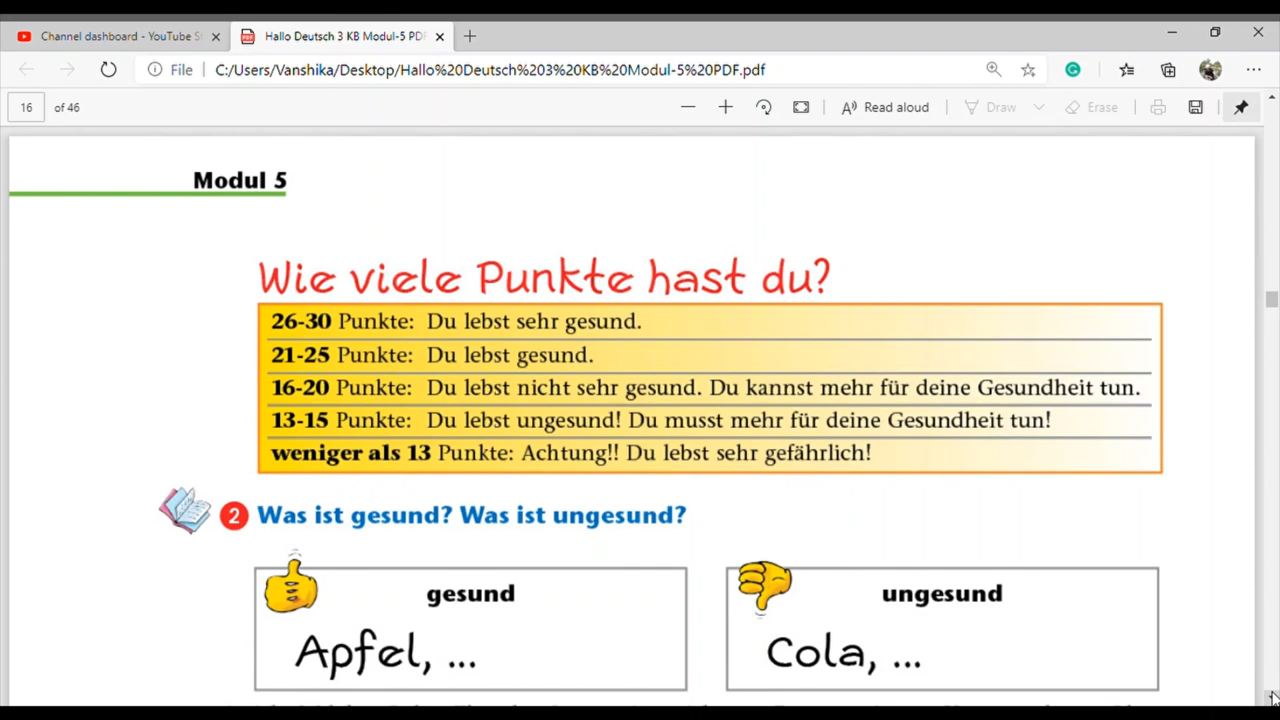 Channel dashboard - YouTube S
Hallo Deutsch 3 KB Modul-5 PDF
File
C:/Users/Vanshika/Desktop/Hallo%20Deutsch%203%20KB%20Modul-5%20PDF.pdf
16 of 46
Read aloud
Draw
Erase
Modul 5
Wie viele Punkte hast du?
26-30 Punkte: Du lebst sehr gesund.
21-25 Punkte: Du lebst gesund.
16-20 Punkte: Du lebst nicht sehr gesund. Du kannst mehr für deine Gesundheit tun.
13-15 Punkte: Du lebst ungesund! Du musst mehr für deine Gesundheit tun!
weniger als 13 Punkte: Achtung!! Du lebst sehr gefährlich!
2 Was ist gesund? Was ist ungesund?
gesund
Apfel, ...
ungesund
Cola, ...